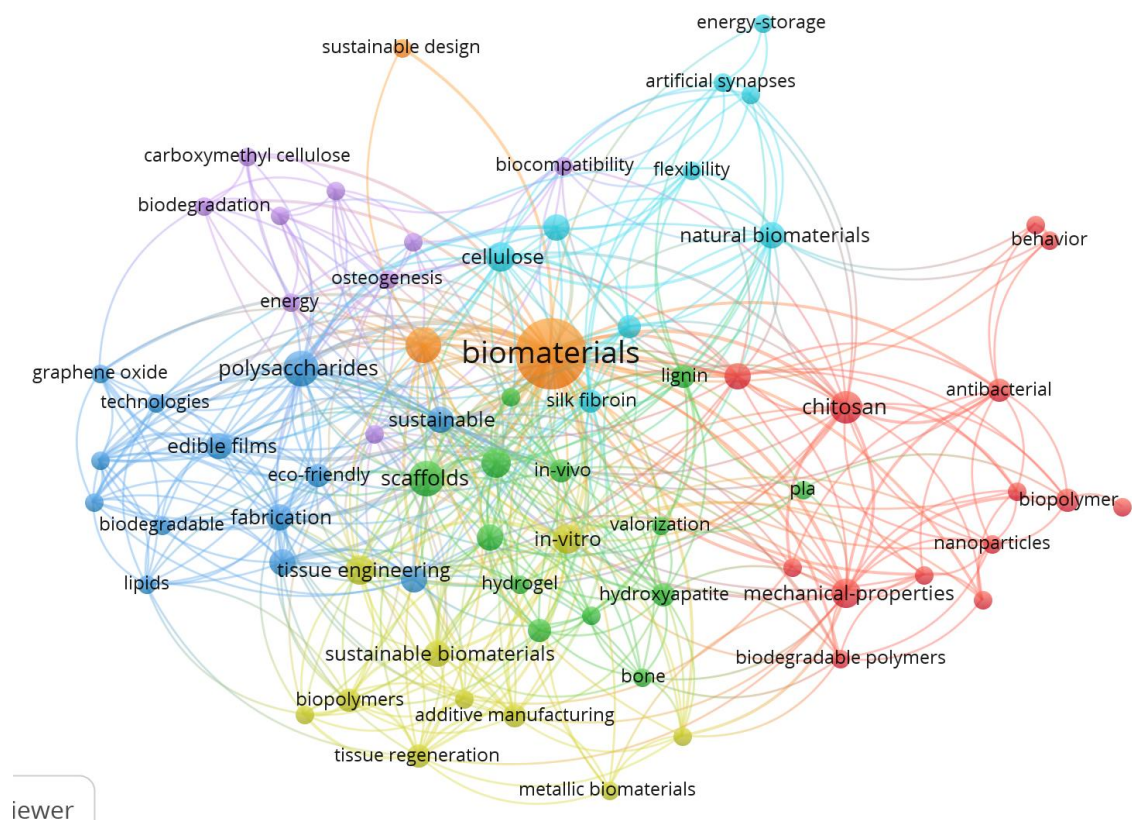 energy-storage
sustainable design
artificial synapses
carboxymethyl cellulose
biocompatibility
flexibility
biodegradation
natural biomaterials
behavior
cellulose
osteogenesis
energy
biomaterials
polysaccharides
graphene oxide
lignin
antibacterial
technologies
silk fibroin
chitosan
sustainable
edible films
eco-friendly
scaffolds
in-vivo
pla
biopolymer
biodegradable
fabrication
valorization
in-vitro
nanoparticles
tissue engineering
lipids
hydrogel
hydroxyapatite
mechanical-properties
sustainable biomaterials
biodegradable polymers
bone
biopolymers
additive manufacturing
tissue regeneration
metallic biomaterials
iewer